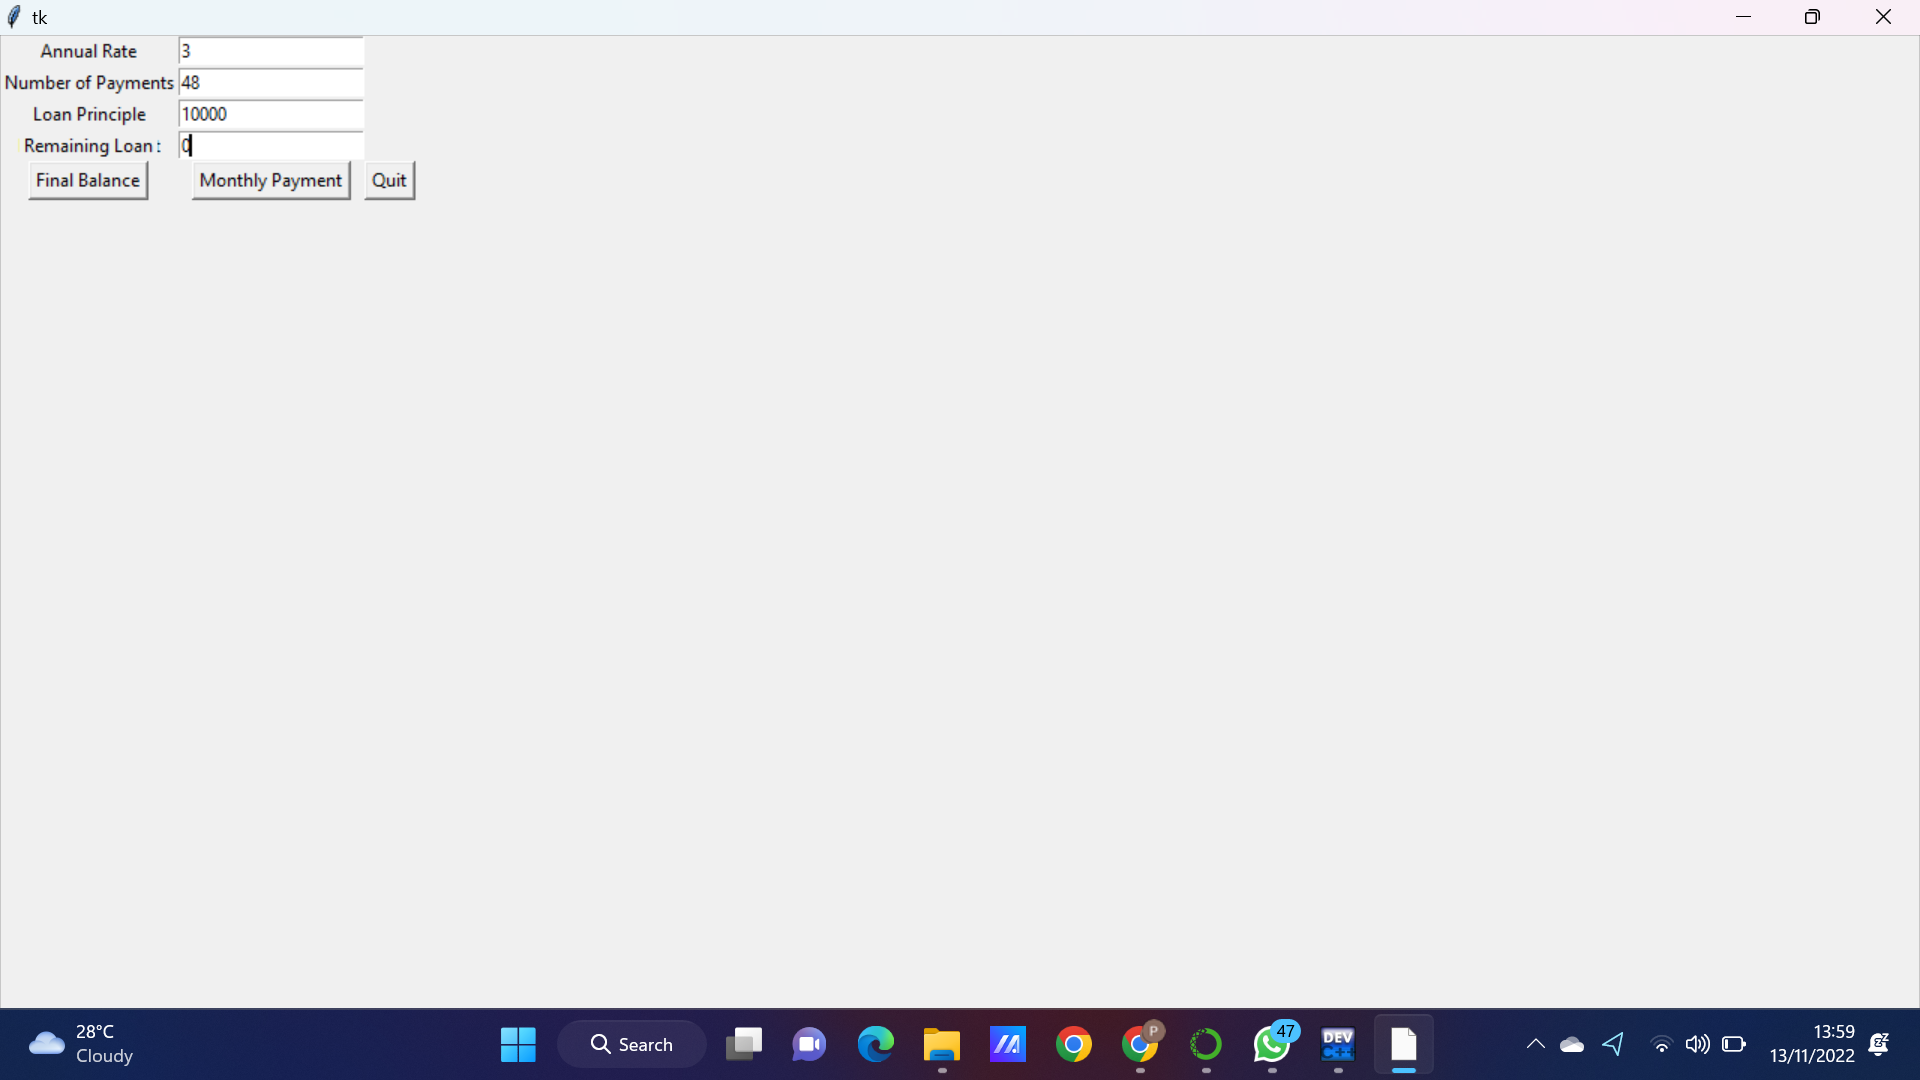 tk
Annual Rate 3
Number of Payments 48
Loan Principle 10000
Remaining Loan : 0
Final Balance Monthly Payment Quit
28°C
Cloudy
Search
P
47
DEV
C++
13:59
13/11/2022